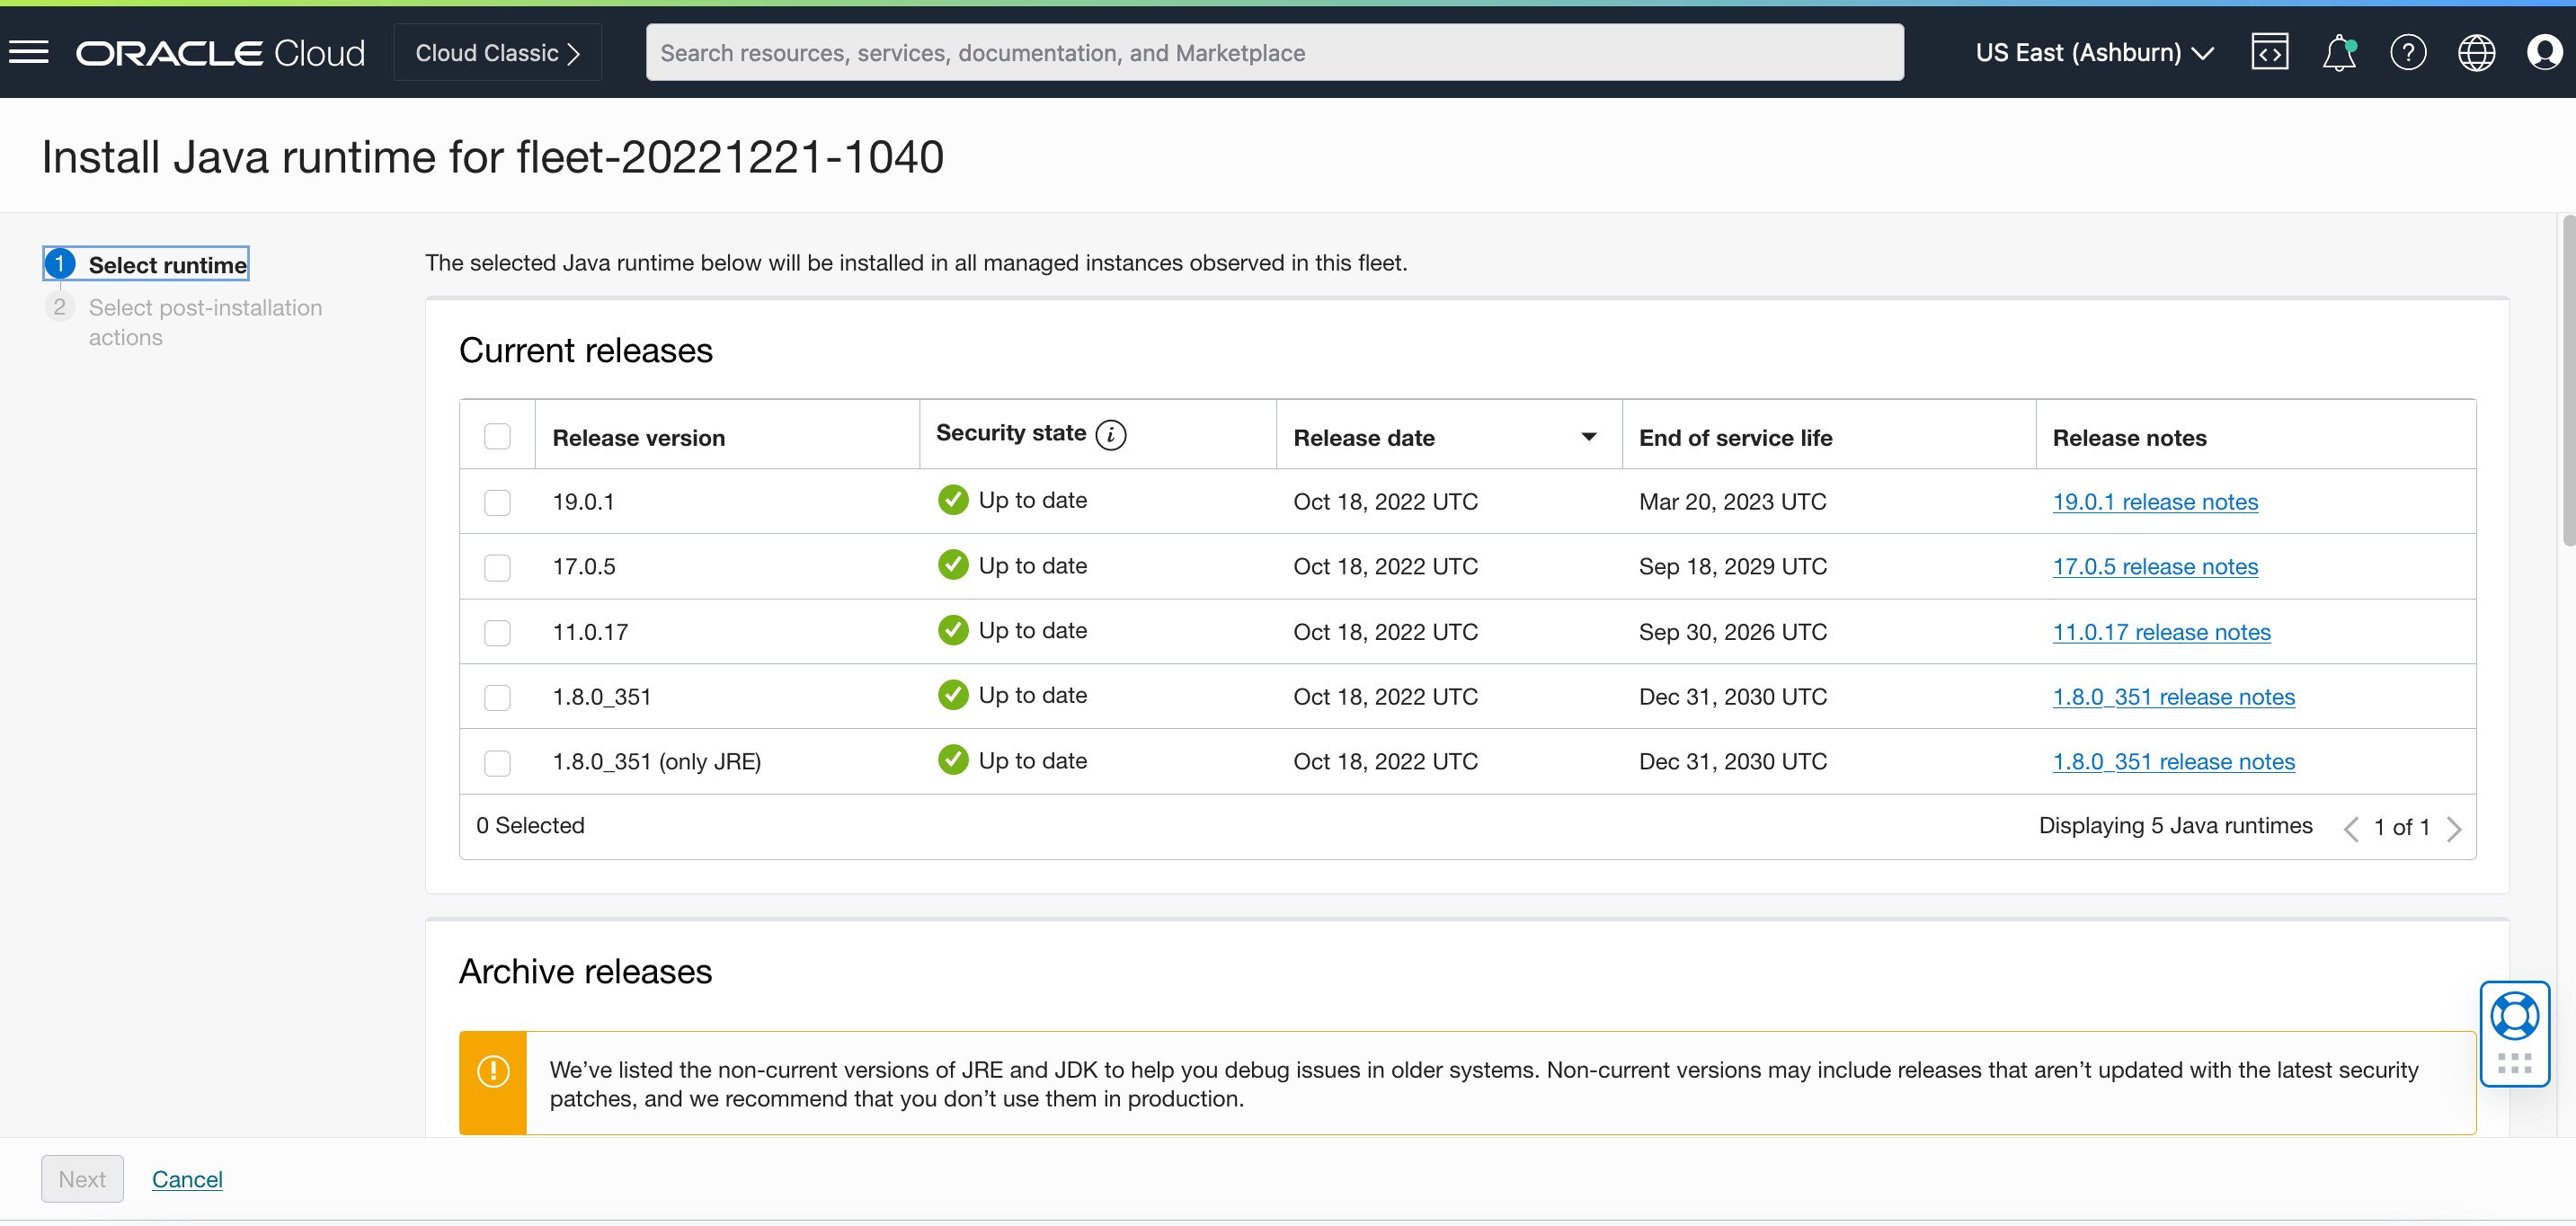 ORACLE Cloud
Cloud Classic
Search resources, services, documentation, and Marketplace
US East (Ashburn)
Install Java runtime for fleet-20221221-1040
1 Select runtime
2 Select post-installation
actions
The selected Java runtime below will be installed in all managed instances observed in this fleet.
Current releases
Release version Security state i Release date End of service life Release notes
19.0.1 Up to date Oct 18, 2022 UTC Mar 20, 2023 UTC 19.0.1 release notes
17.0.5 Up to date Oct 18, 2022 UTC Sep 18, 2029 UTC 17.0.5 release notes
11.0.17 Up to date Oct 18, 2022 UTC Sep 30, 2026 UTC 11.0.17 release notes
1.8.0_351 Up to date Oct 18, 2022 UTC Dec 31, 2030 UTC 1.8.0_351 release notes
1.8.0_351 (only JRE) Up to date Oct 18, 2022 UTC Dec 31, 2030 UTC 1.8.0_351 release notes
0 Selected Displaying 5 Java runtimes 1 of 1
Archive releases
We’ve listed the non-current versions of JRE and JDK to help you debug issues in older systems. Non-current versions may include releases that aren’t updated with the latest security
patches, and we recommend that you don’t use them in production.
Next Cancel